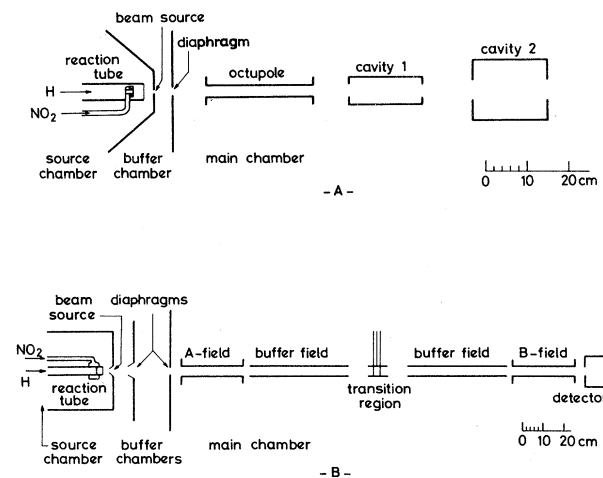 beam source
diaphragm
reaction
tube
octupole
cavity 1
cavity 2
H
NO2
source
chamber
buffer
chamber
main chamber
0 10 20 cm
- A -
beam
source
diaphragms
NO2
H
reaction
tube
A-field
buffer field
buffer field
B-field
transition
region
source
chamber
buffer
chambers
main chamber
0 10 20 cm
- B -